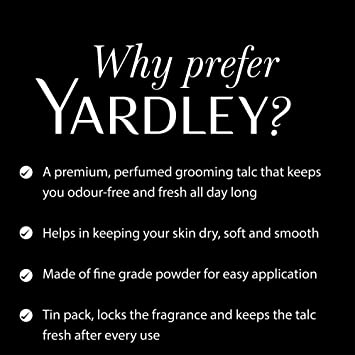 Why prefer
YARDLEY?
A premium, perfumed grooming talc that keeps
you odour-free and fresh all day long
Helps in keeping your skin dry, soft and smooth
Made of fine grade powder for easy application
Tin pack, locks the fragrance and keeps the talc
fresh after every use